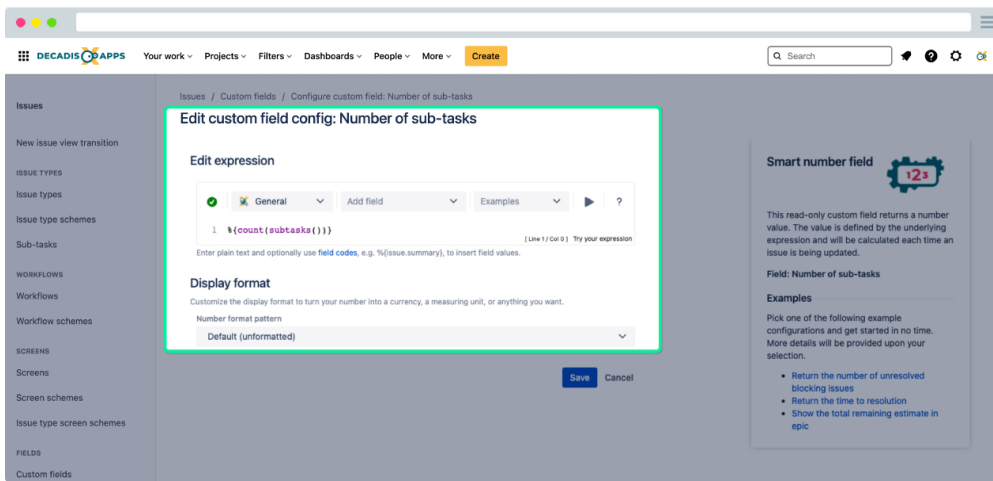 DECADIS APPS Your work Projects Filters Dashboards People More Create Search
Issues
New issue view transition
ISSUE TYPES
Issue types
Issue type schemes
Sub-tasks
WORKFLOWS
Workflows
Workflow schemes
SCREENS
Screens
Screen schemes
Issue type screen schemes
FIELDS
Custom fields
Issues / Custom fields / Configure custom field: Number of sub-tasks
Edit custom field config: Number of sub-tasks
Edit expression
General Add field Examples ?
1 %{count(subtasks())}
[ Line 1 / Col 0 ] Try your expression
Enter plain text and optionally use field codes, e.g. %{issue.summary}, to insert field values.
Display format
Customize the display format to turn your number into a currency, a measuring unit, or anything you want.
Number format pattern
Default (unformatted)
Save Cancel
Smart number field
123
This read-only custom field returns a number
value. The value is defined by the underlying
expression and will be calculated each time an
issue is being updated.
Field: Number of sub-tasks
Examples
Pick one of the following example
configurations and get started in no time.
More details will be provided upon your
selection.
Return the number of unresolved
blocking issues
Return the time to resolution
Show the total remaining estimate in
epic